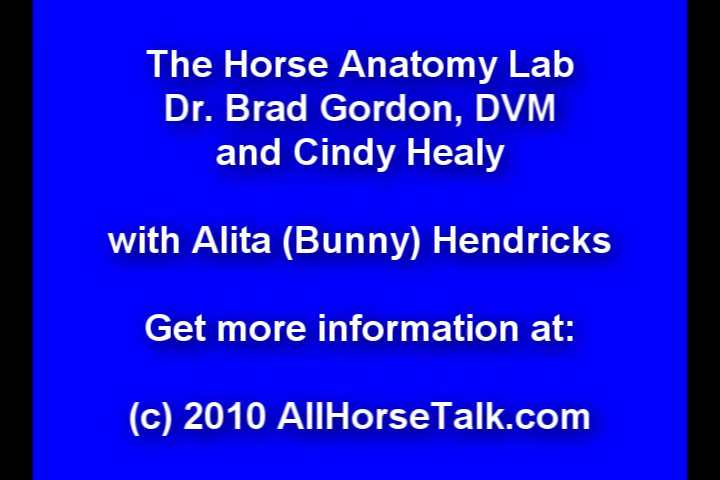 The Horse Anatomy Lab
Dr. Brad Gordon, DVM
and Cindy Healy
with Alita (Bunny) Hendricks
Get more information at:
(c) 2010 AllHorseTalk.com